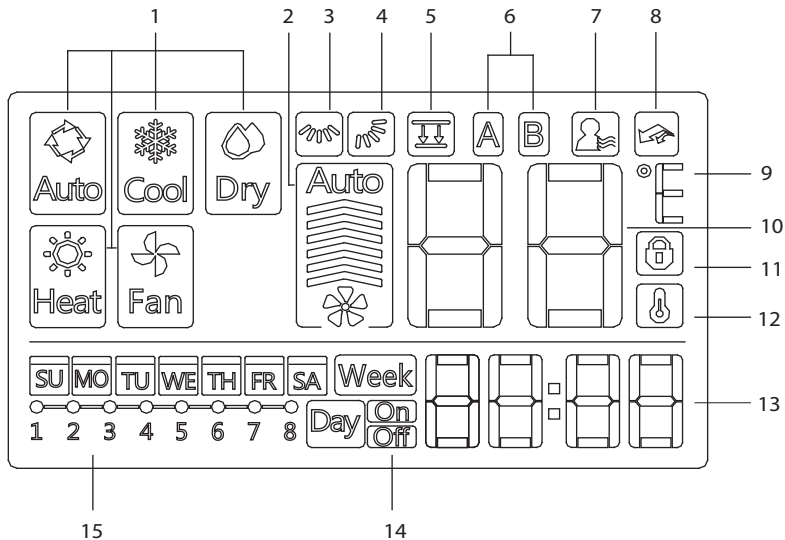 1 2 3 4 5 6 7 8
A B
Auto Cool Dry Auto
9
10
11
Heat Fan
12
SU MO TU WE TH FR SA Week
88:88
13
1 2 3 4 5 6 7 8 Day On
Off
15 14